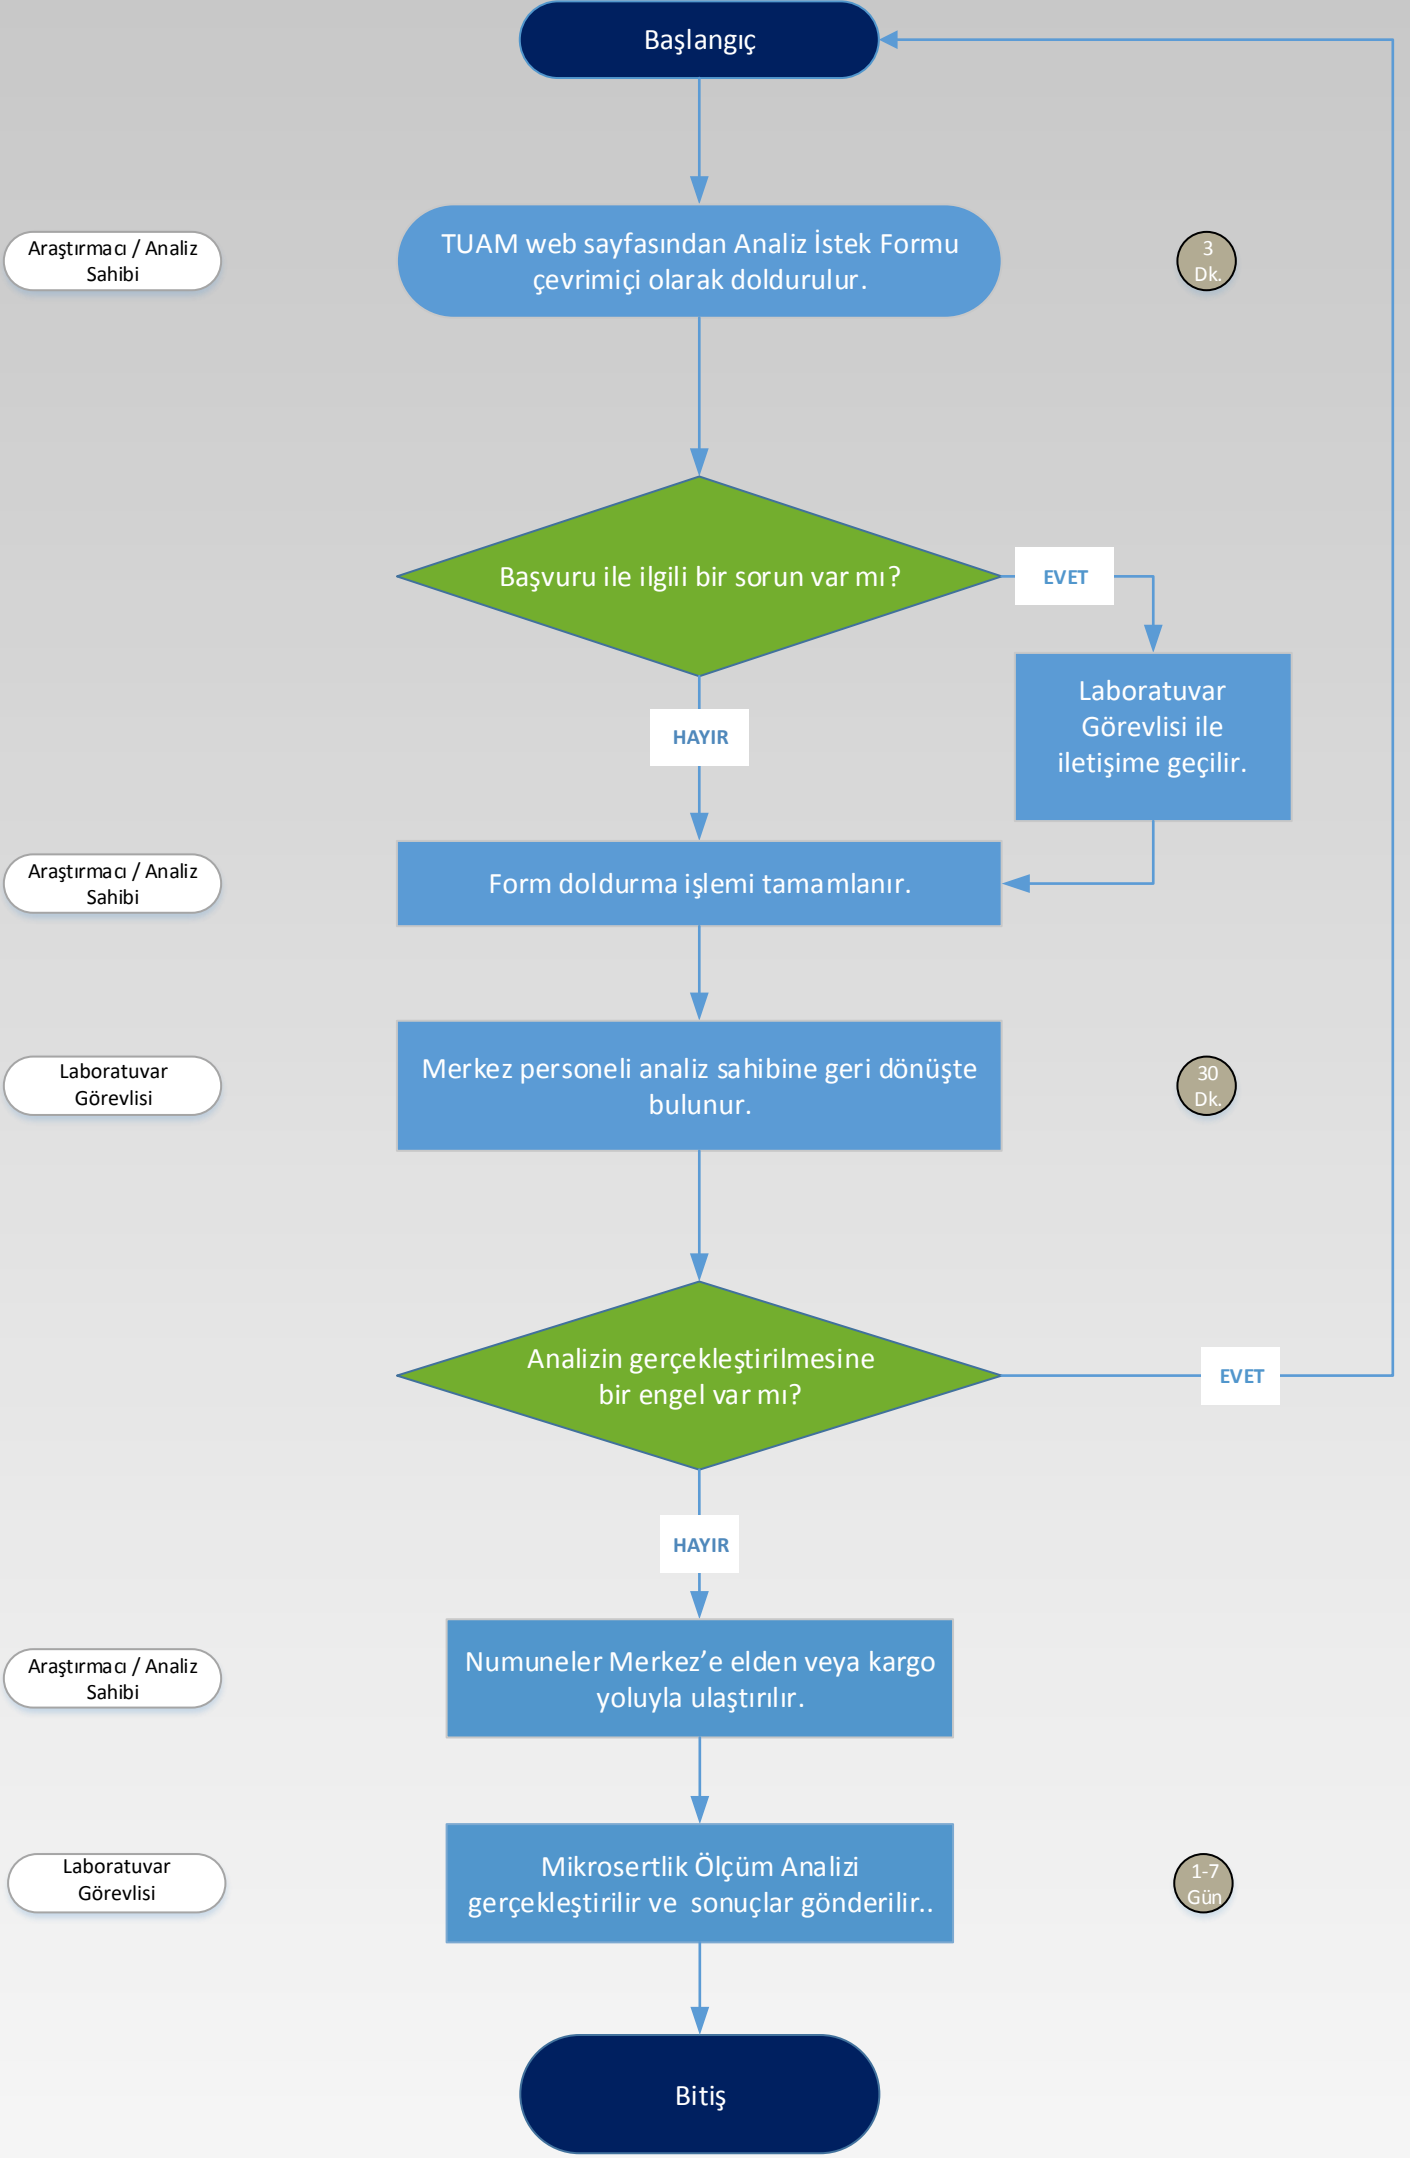 Başlangıç
Araştırmacı / Analiz
Sahibi
TUAM web sayfasından Analiz İstek Formu
çevrimiçi olarak doldurulur.
3
Dk.
Başvuru ile ilgili bir sorun var mı?
EVET
Laboratuvar
Görevlisi ile
iletişime geçilir.
HAYIR
Araştırmacı / Analiz
Sahibi
Form doldurma işlemi tamamlanır.
Laboratuvar
Görevlisi
Merkez personeli analiz sahibine geri dönüşte
bulunur.
30
Dk.
Analizin gerçekleştirilmesine
bir engel var mı?
EVET
HAYIR
Araştırmacı / Analiz
Sahibi
Numuneler Merkez’e elden veya kargo
yoluyla ulaştırılır.
Laboratuvar
Görevlisi
Mikrosertlik Ölçüm Analizi
gerçekleştirilir ve  sonuçlar gönderilir..
1-7
Gün
Bitiş